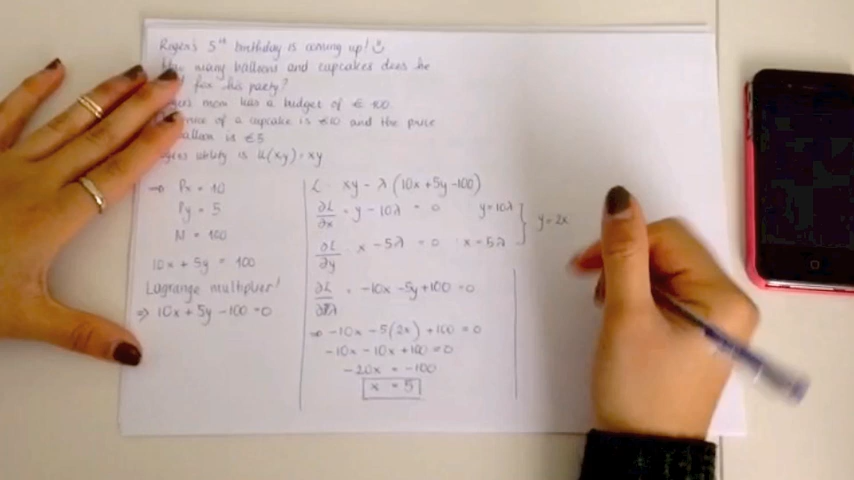 Roger's 5th birthday is coming up! ☺
How many balloons and cupcakes does he
for his party?
mom has a budget of € 100.
of a cupcake is €10 and the price
balloon is €5
utility is U(x,y) = xy
→ Px = 10
Py = 5
M = 100
10x + 5y = 100
Lagrange multiplier!
⇒ 10x + 5y - 100 = 0
L xy - λ (10x + 5y - 100)
∂L/∂x = y - 10λ = 0 y = 10λ
∂L/∂y x - 5λ = 0 x = 5λ
} y = 2x
∂L/∂λ = -10x - 5y + 100 = 0
⇒ -10x - 5(2x) + 100 = 0
-10x - 10x + 100 = 0
-20x = -100
x = 5